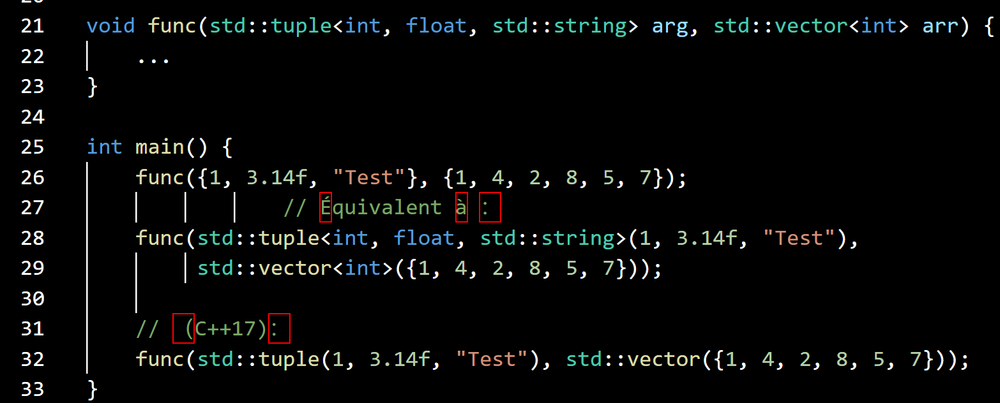 21 void func(std::tuple<int, float, std::string> arg, std::vector<int> arr) {
22     ...
23 }
24
25 int main() {
26     func({1, 3.14f, "Test"}, {1, 4, 2, 8, 5, 7});
27                 // Équivalent à ：
28     func(std::tuple<int, float, std::string>(1, 3.14f, "Test"),
29          std::vector<int>({1, 4, 2, 8, 5, 7}));
30
31     // （C++17)：
32     func(std::tuple(1, 3.14f, "Test"), std::vector({1, 4, 2, 8, 5, 7}));
33 }